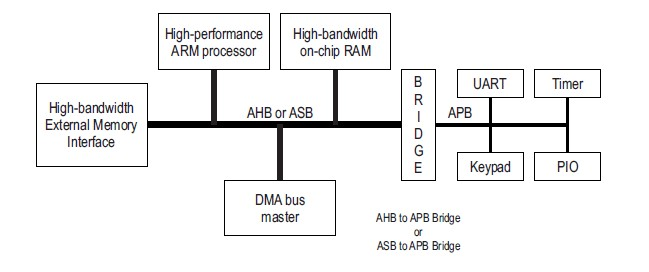 High-performance
ARM processor
High-bandwidth
on-chip RAM
High-bandwidth
External Memory
Interface
AHB or ASB
B
R
I
D
G
E
APB
UART
Timer
Keypad
PIO
DMA bus
master
AHB to APB Bridge
or
ASB to APB Bridge